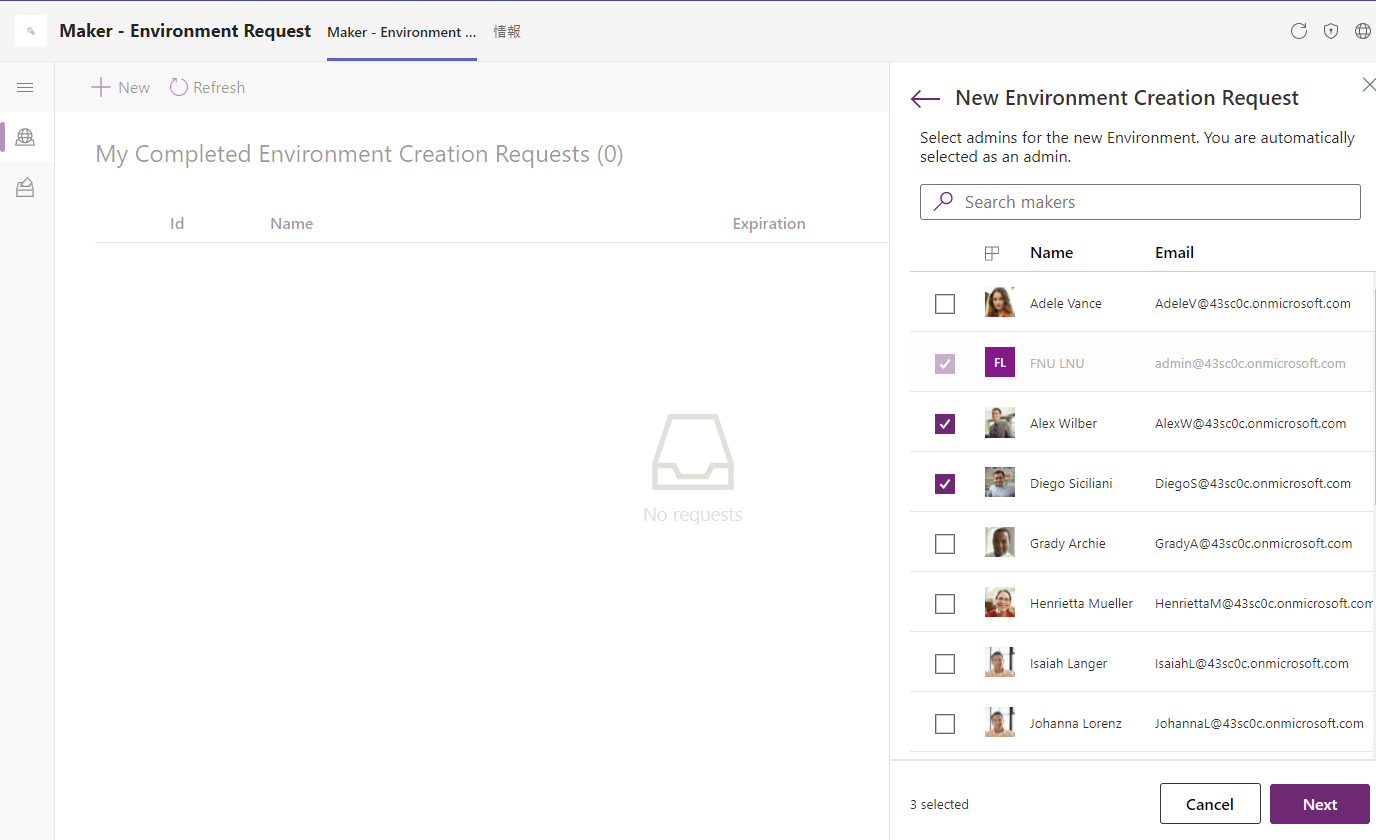 Maker - Environment Request
Maker - Environment ...
情報
New
Refresh
My Completed Environment Creation Requests (0)
Id
Name
Expiration
No requests
New Environment Creation Request
Select admins for the new Environment. You are automatically
selected as an admin.
Search makers
Name
Email
Adele Vance
AdeleV@43sc0c.onmicrosoft.com
FL
FNU LNU
admin@43sc0c.onmicrosoft.com
Alex Wilber
AlexW@43sc0c.onmicrosoft.com
Diego Siciliani
DiegoS@43sc0c.onmicrosoft.com
Grady Archie
GradyA@43sc0c.onmicrosoft.com
Henrietta Mueller
HenriettaM@43sc0c.onmicrosoft.com
Isaiah Langer
IsaiahL@43sc0c.onmicrosoft.com
Johanna Lorenz
JohannaL@43sc0c.onmicrosoft.com
3 selected
Cancel
Next